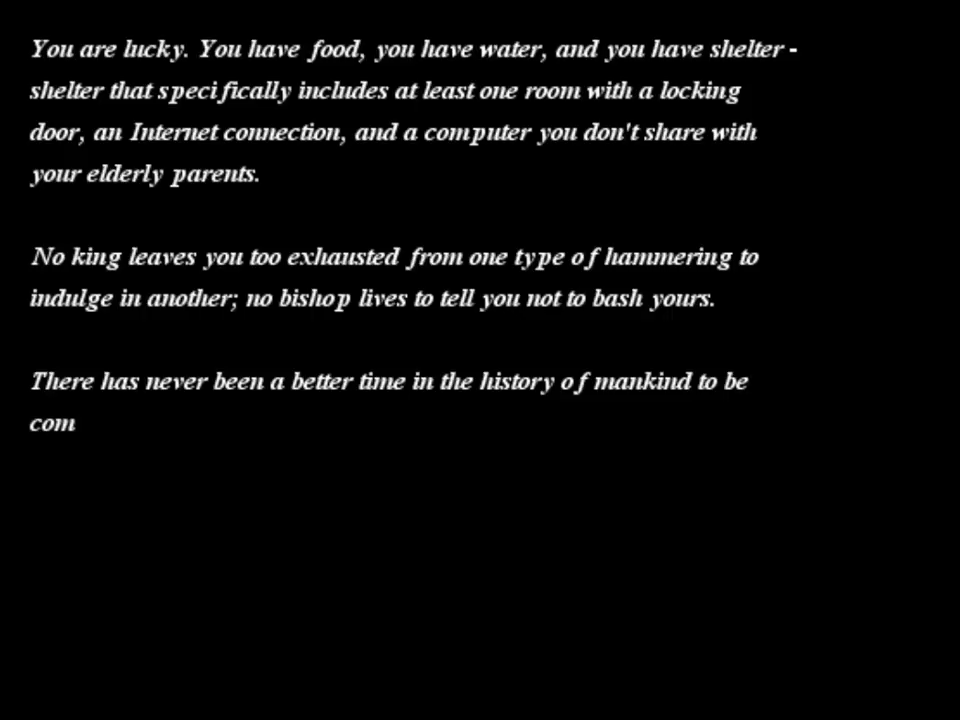 You are lucky. You have food, you have water, and you have shelter -
shelter that specifically includes at least one room with a locking
door, an Internet connection, and a computer you don't share with
your elderly parents.
No king leaves you too exhausted from one type of hammering to
indulge in another; no bishop lives to tell you not to bash yours.
There has never been a better time in the history of mankind to be
com